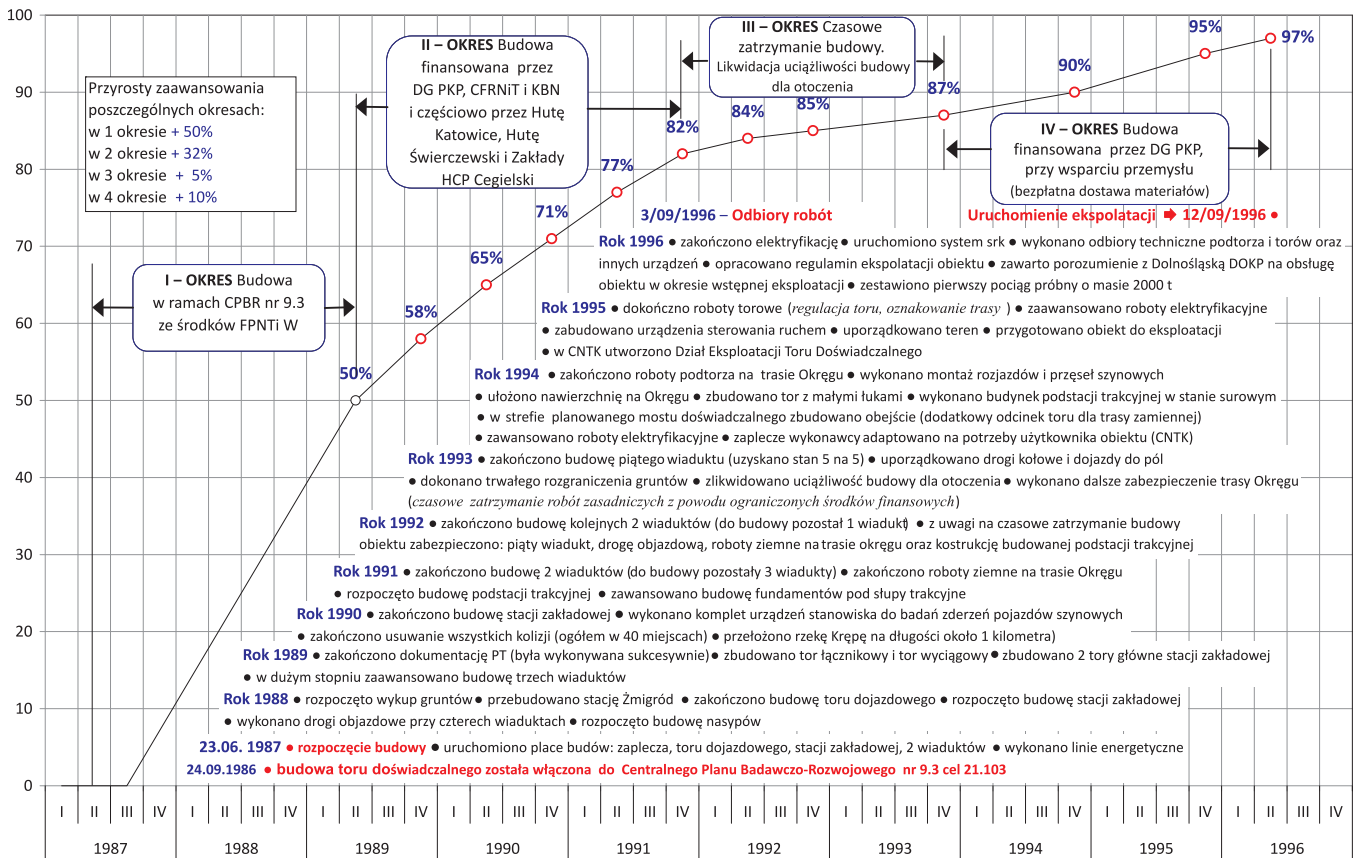 100
90
80
70
60
50
40
30
20
10
0
Przyrosty zaawansowania
poszczególnych okresach:
w 1 okresie + 50%
w 2 okresie + 32%
w 3 okresie + 5%
w 4 okresie + 10%
I – OKRES Budowa
w ramach CPBR nr 9.3
ze środków FPNTi W
II – OKRES Budowa
finansowana przez
DG PKP, CFRNiT i KBN
i częściowo przez Hutę
Katowice, Hutę
Świerczewski i Zakłady
HCP Cegielski
III – OKRES Czasowe
zatrzymanie budowy.
Likwidacja uciążliwości budowy
dla otoczenia
IV – OKRES Budowa
finansowana przez DG PKP,
przy wsparciu przemysłu
(bezpłatna dostawa materiałów)
50%
58%
65%
71%
77%
82%
84%
85%
87%
90%
95%
97%
3/09/1996 – Odbiory robót
Uruchomienie ekspolatacji ➡ 12/09/1996 •
Rok 1996 • zakończono elektryfikację • uruchomiono system srk • wykonano odbiory techniczne podtorza i torów oraz
innych urządzeń • opracowano regulamin ekspolatacji obiektu • zawarto porozumienie z Dolnośląską DOKP na obsługę
obiektu w okresie wstępnej eksploatacji • zestawiono pierwszy pociąg próbny o masie 2000 t
Rok 1995 • dokończno roboty torowe (regulacja toru, oznakowanie trasy ) • zaawansowano roboty elektryfikacyjne
• zabudowano urządzenia sterowania ruchem • uporządkowano teren • przygotowano obiekt do eksploatacji
• w CNTK utworzono Dział Eksploatacji Toru Doświadczalnego
Rok 1994 • zakończono roboty podtorza na trasie Okręgu • wykonano montaż rozjazdów i przęseł szynowych
• ułożono nawierzchnię na Okręgu • zbudowano tor z małymi łukami • wykonano budynek podstacji trakcyjnej w stanie surowym
• w strefie planowanego mostu doświadczalnego zbudowano obejście (dodatkowy odcinek toru dla trasy zamiennej)
• zawansowano roboty elektryfikacyjne • zaplecze wykonawcy adaptowano na potrzeby użytkownika obiektu (CNTK)
Rok 1993 • zakończono budowę piątego wiaduktu (uzyskano stan 5 na 5) • uporządkowano drogi kołowe i dojazdy do pól
• dokonano trwałego rozgraniczenia gruntów • zlikwidowano uciążliwość budowy dla otoczenia • wykonano dalsze zabezpieczenie trasy Okręgu
(czasowe zatrzymanie robót zasadniczych z powodu ograniczonych środków finansowych)
Rok 1992 • zakończono budowę kolejnych 2 wiaduktów (do budowy pozostał 1 wiadukt) • z uwagi na czasowe zatrzymanie budowy
obiektu zabezpieczono: piąty wiadukt, drogę objazdową, roboty ziemne na trasie okręgu oraz kostrukcję budowanej podstacji trakcyjnej
Rok 1991 • zakończono budowę 2 wiaduktów (do budowy pozostały 3 wiadukty) • zakończono roboty ziemne na trasie Okręgu
• rozpoczęto budowę podstacji trakcyjnej • zawansowano budowę fundamentów pod słupy trakcyjne
Rok 1990 • zakończono budowę stacji zakładowej • wykonano komplet urządzeń stanowiska do badań zderzeń pojazdów szynowych
• zakończono usuwanie wszystkich kolizji (ogółem w 40 miejscach) • przełożono rzekę Krępę na długości około 1 kilometra)
Rok 1989 • zakończono dokumentację PT (była wykonywana sukcesywnie) • zbudowano tor łącznikowy i tor wyciągowy • zbudowano 2 tory główne stacji zakładowej
• w dużym stopniu zaawansowano budowę trzech wiaduktów
Rok 1988 • rozpoczęto wykup gruntów • przebudowano stację Żmigród • zakończono budowę toru dojazdowego • rozpoczęto budowę stacji zakładowej
• wykonano drogi objazdowe przy czterech wiaduktach • rozpoczęto budowę nasypów
23.06. 1987 • rozpoczęcie budowy • uruchomiono place budów: zaplecza, toru dojazdowego, stacji zakładowej, 2 wiaduktów • wykonano linie energetyczne
24.09.1986 • budowa toru doświadczalnego została włączona do Centralnego Planu Badawczo-Rozwojowego nr 9.3 cel 21.103
I II III IV I II III IV I II III IV I II III IV I II III IV I II III IV I II III IV I II III IV I II III IV I II III IV
1987 1988 1989 1990 1991 1992 1993 1994 1995 1996